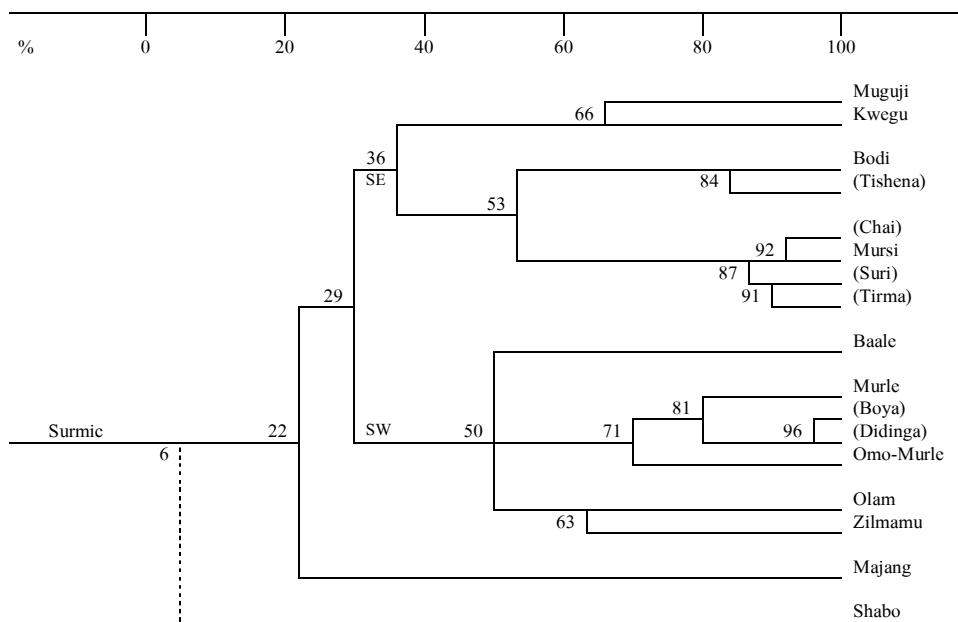 % 0 20 40 60 80 100
Muguji
66 Kwegu
36 Bodi
SE 84 (Tishena)
53
(Chai)
92 Mursi
87 (Suri)
29 91 (Tirma)
Baale
Murle
81 (Boya)
Surmic 22 SW 50 71 96 (Didinga)
6 Omo-Murle
Olam
63 Zilmamu
Majang
Shabo